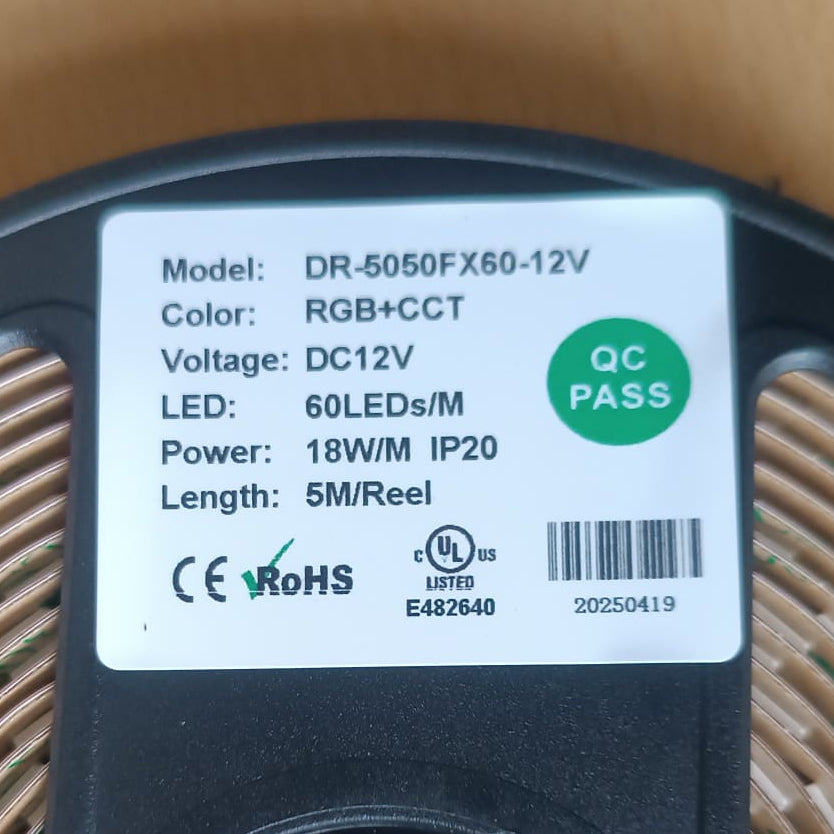 Model: DR-5050FX60-12V
Color: RGB+CCT
Voltage: DC12V
LED: 60LEDs/M
Power: 18W/M IP20
Length: 5M/Reel
QC
PASS
CE RoHS
C UL US
LISTED
E482640
20250419